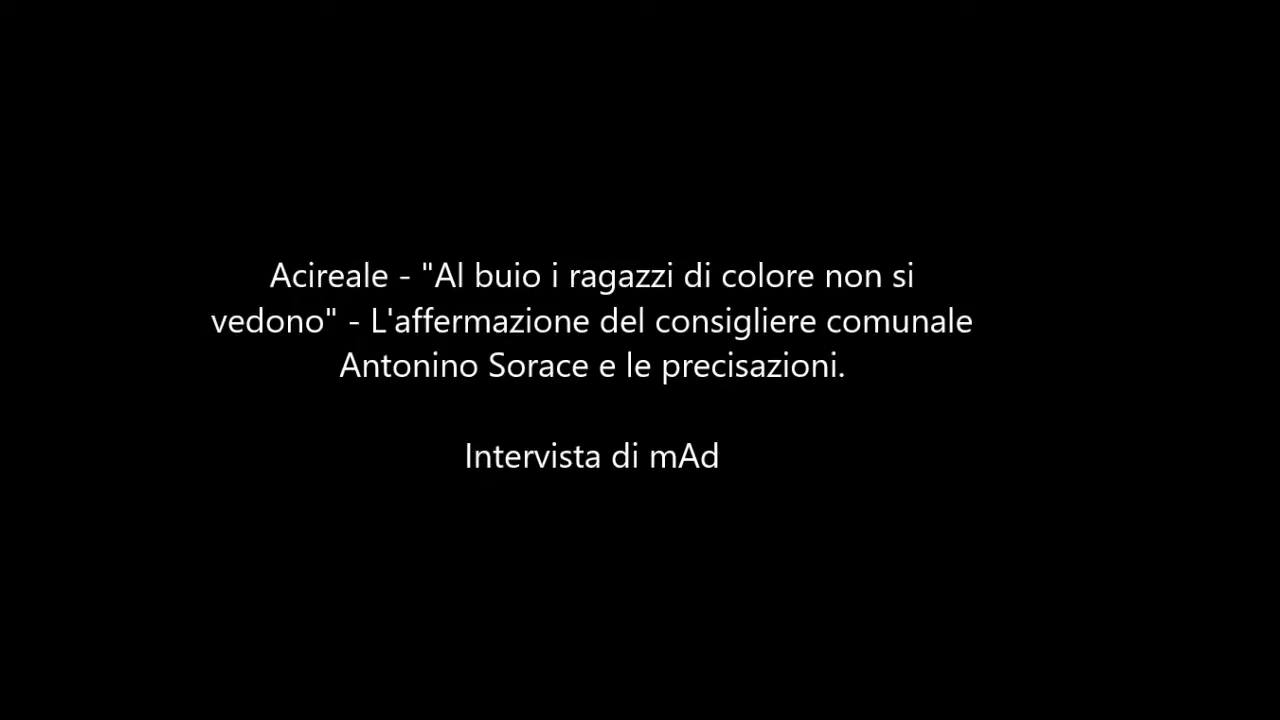 Acireale - "Al buio i ragazzi di colore non si
vedono" - L'affermazione del consigliere comunale
Antonino Sorace e le precisazioni.
Intervista di mAd